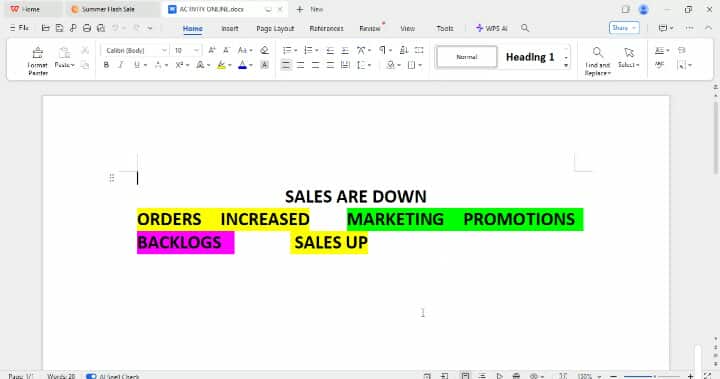 Home Summer Flash Sale ACTIVITY ONLINE.docx + New
File Home Insert Page Layout References Review View Tools WPS AI Share
Format Painter Paste Calibri (Body) 10 Normal Heading 1 Find and Replace Select
SALES ARE DOWN
ORDERS INCREASED MARKETING PROMOTIONS
BACKLOGS SALES UP
Page: 1/1 Words: 28 AI Spell Check 150%